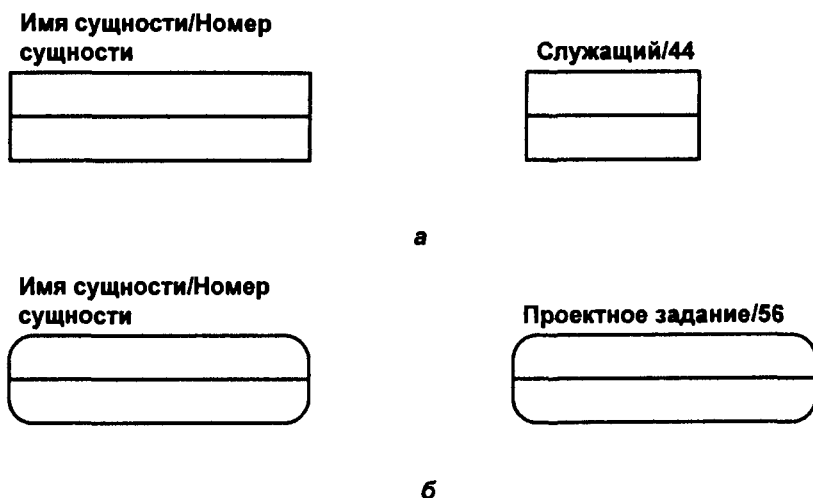 Имя сущности/Номер
сущности
Служащий/44
а
Имя сущности/Номер
сущности
Проектное задание/56
б